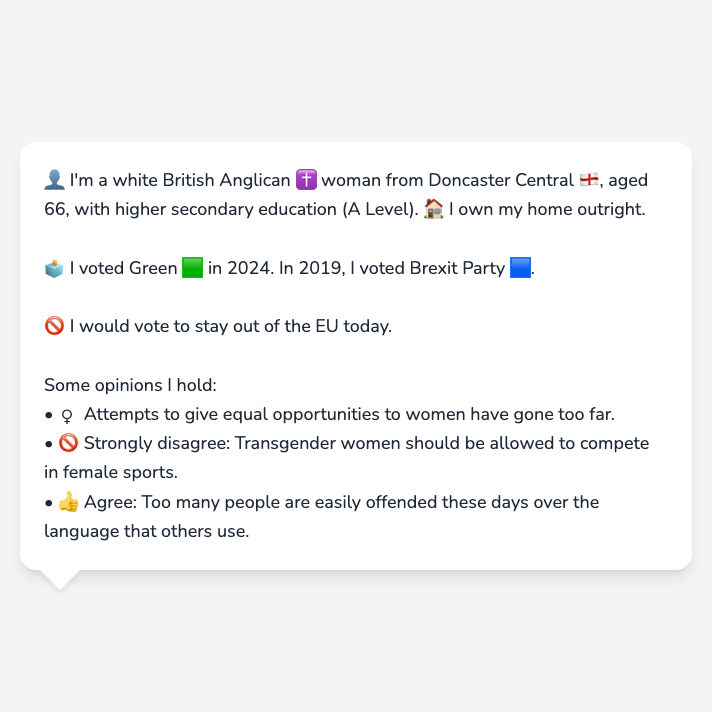 👤 I'm a white British Anglican ✝️ woman from Doncaster Central 🏴󠁧󠁢󠁥󠁮󠁧󠁿, aged
66, with higher secondary education (A Level). 🏠 I own my home outright.
🗳️ I voted Green 🟩 in 2024. In 2019, I voted Brexit Party 🟦.
🚫 I would vote to stay out of the EU today.
Some opinions I hold:
• ♀ Attempts to give equal opportunities to women have gone too far.
• 🚫 Strongly disagree: Transgender women should be allowed to compete
in female sports.
• 👍 Agree: Too many people are easily offended these days over the
language that others use.